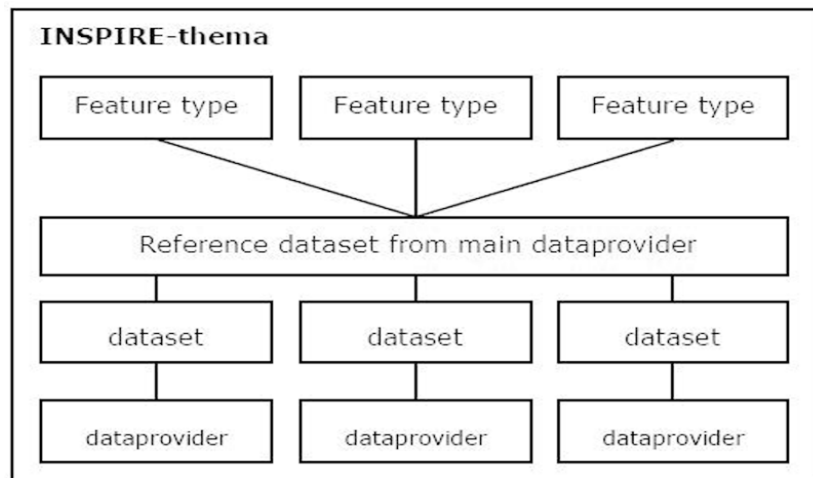 INSPIRE-thema
Feature type Feature type Feature type
Reference dataset from main dataprovider
dataset dataset dataset
dataprovider dataprovider dataprovider